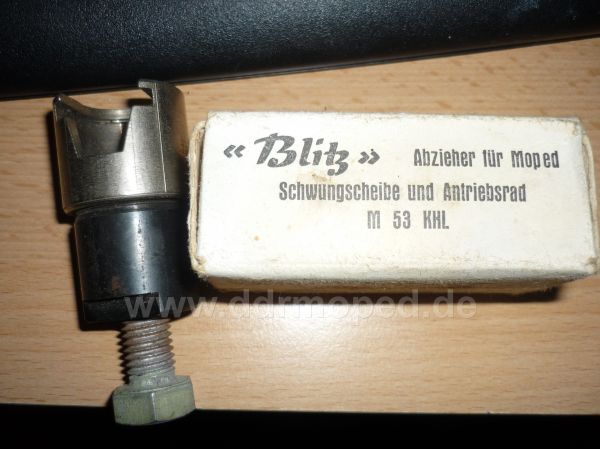 «Blitz» Abzieher für Moped
Schwungscheibe und Antriebsrad
M 53 KHL
www.ddrmoped.de